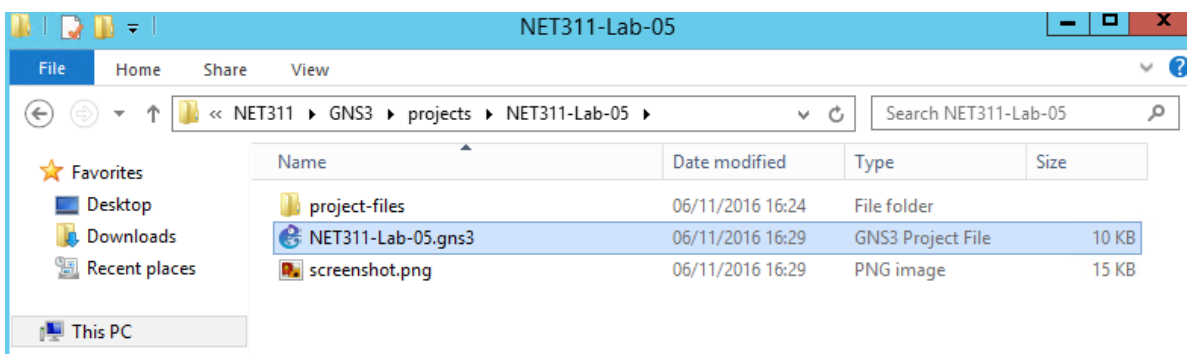 NET311-Lab-05
File Home Share View
« NET311 GNS3 projects NET311-Lab-05 Search NET311-Lab-05
Favorites
Desktop
Downloads
Recent places
This PC
Name Date modified Type Size
project-files 06/11/2016 16:24 File folder
NET311-Lab-05.gns3 06/11/2016 16:29 GNS3 Project File 10 KB
screenshot.png 06/11/2016 16:29 PNG image 15 KB